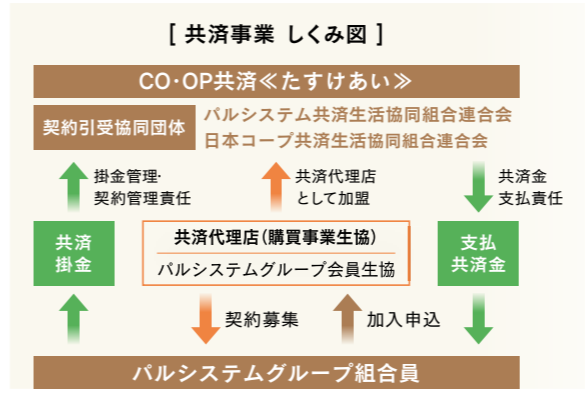 [ 共済事業 しくみ図 ]
CO・OP共済≪たすけあい≫
契約引受協同団体
パルシステム共済生活協同組合連合会
日本コープ共済生活協同組合連合会
掛金管理・
契約管理責任
共済代理店
として加盟
共済金
支払責任
共済
掛金
共済代理店(購買事業生協)
パルシステムグループ会員生協
支払
共済金
契約募集
加入申込
パルシステムグループ組合員